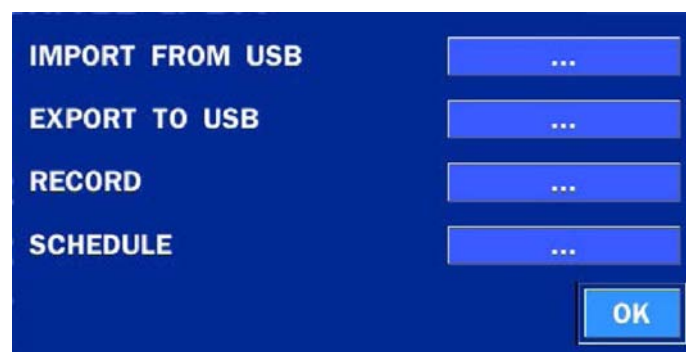 IMPORT FROM USB ...
EXPORT TO USB ...
RECORD ...
SCHEDULE ...
OK